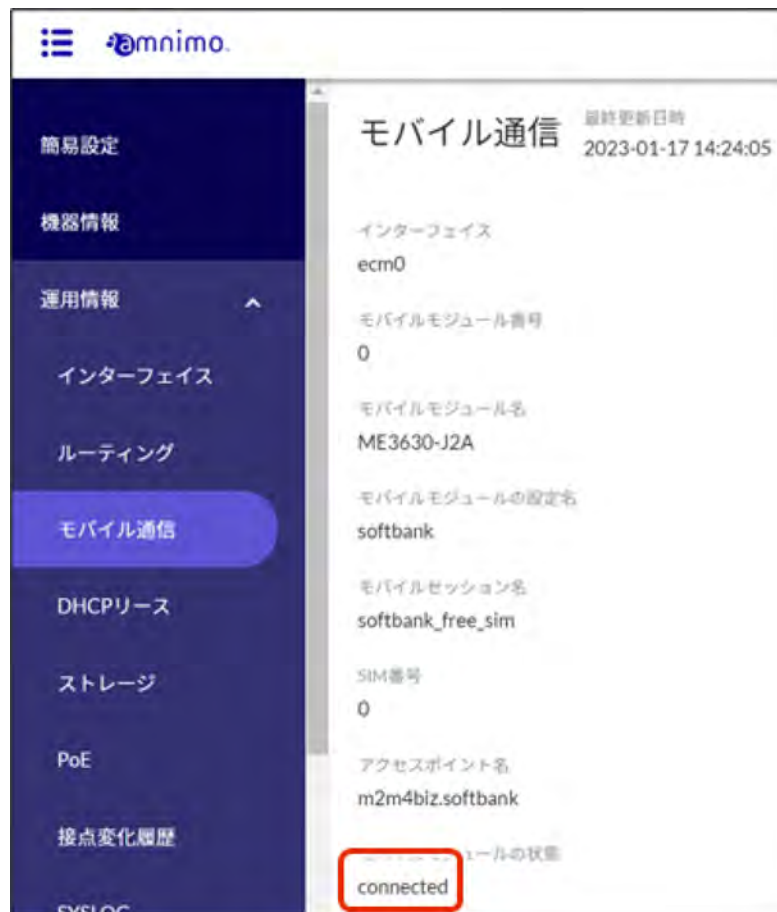 amnimo.
簡易設定
機器情報
運用情報
インターフェイス
ルーティング
モバイル通信
DHCPリース
ストレージ
PoE
接点変化履歴
SYSLOG
モバイル通信
最終更新日時
2023-01-17 14:24:05
インターフェイス
ecm0
モバイルモジュール番号
0
モバイルモジュール名
ME3630-J2A
モバイルモジュールの設定名
softbank
モバイルセッション名
softbank_free_sim
SIM番号
0
アクセスポイント名
m2m4biz.softbank
ールの状態
connected